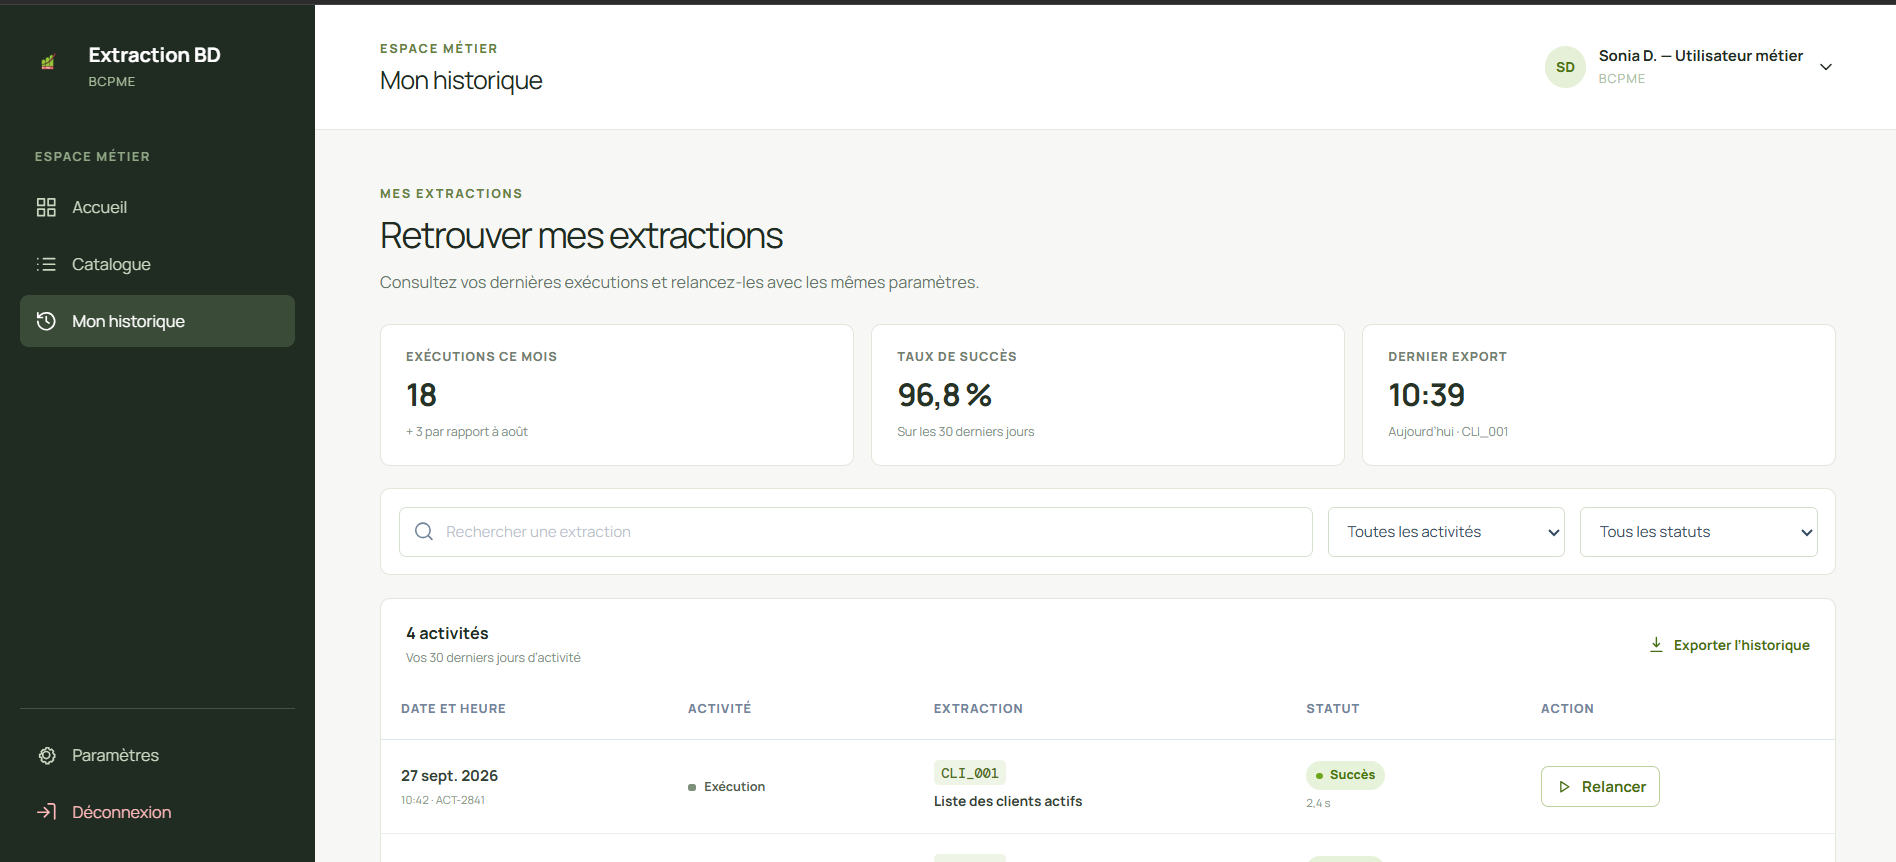 Extraction BD
BCPME
ESPACE MÉTIER
Accueil
Catalogue
Mon historique
Paramètres
Déconnexion
ESPACE MÉTIER
Mon historique
SD
Sonia D. — Utilisateur métier
BCPME
MES EXTRACTIONS
Retrouver mes extractions
Consultez vos dernières exécutions et relancez-les avec les mêmes paramètres.
EXÉCUTIONS CE MOIS
18
+ 3 par rapport à août
TAUX DE SUCCÈS
96,8 %
Sur les 30 derniers jours
DERNIER EXPORT
10:39
Aujourd'hui · CLI_001
Rechercher une extraction
Toutes les activités
Tous les statuts
4 activités
Vos 30 derniers jours d'activité
Exporter l'historique
DATE ET HEURE ACTIVITÉ EXTRACTION STATUT ACTION
27 sept. 2026
10:42 · ACT-2841
Exécution
CLI_001
Liste des clients actifs
Succès
2,4 s
Relancer